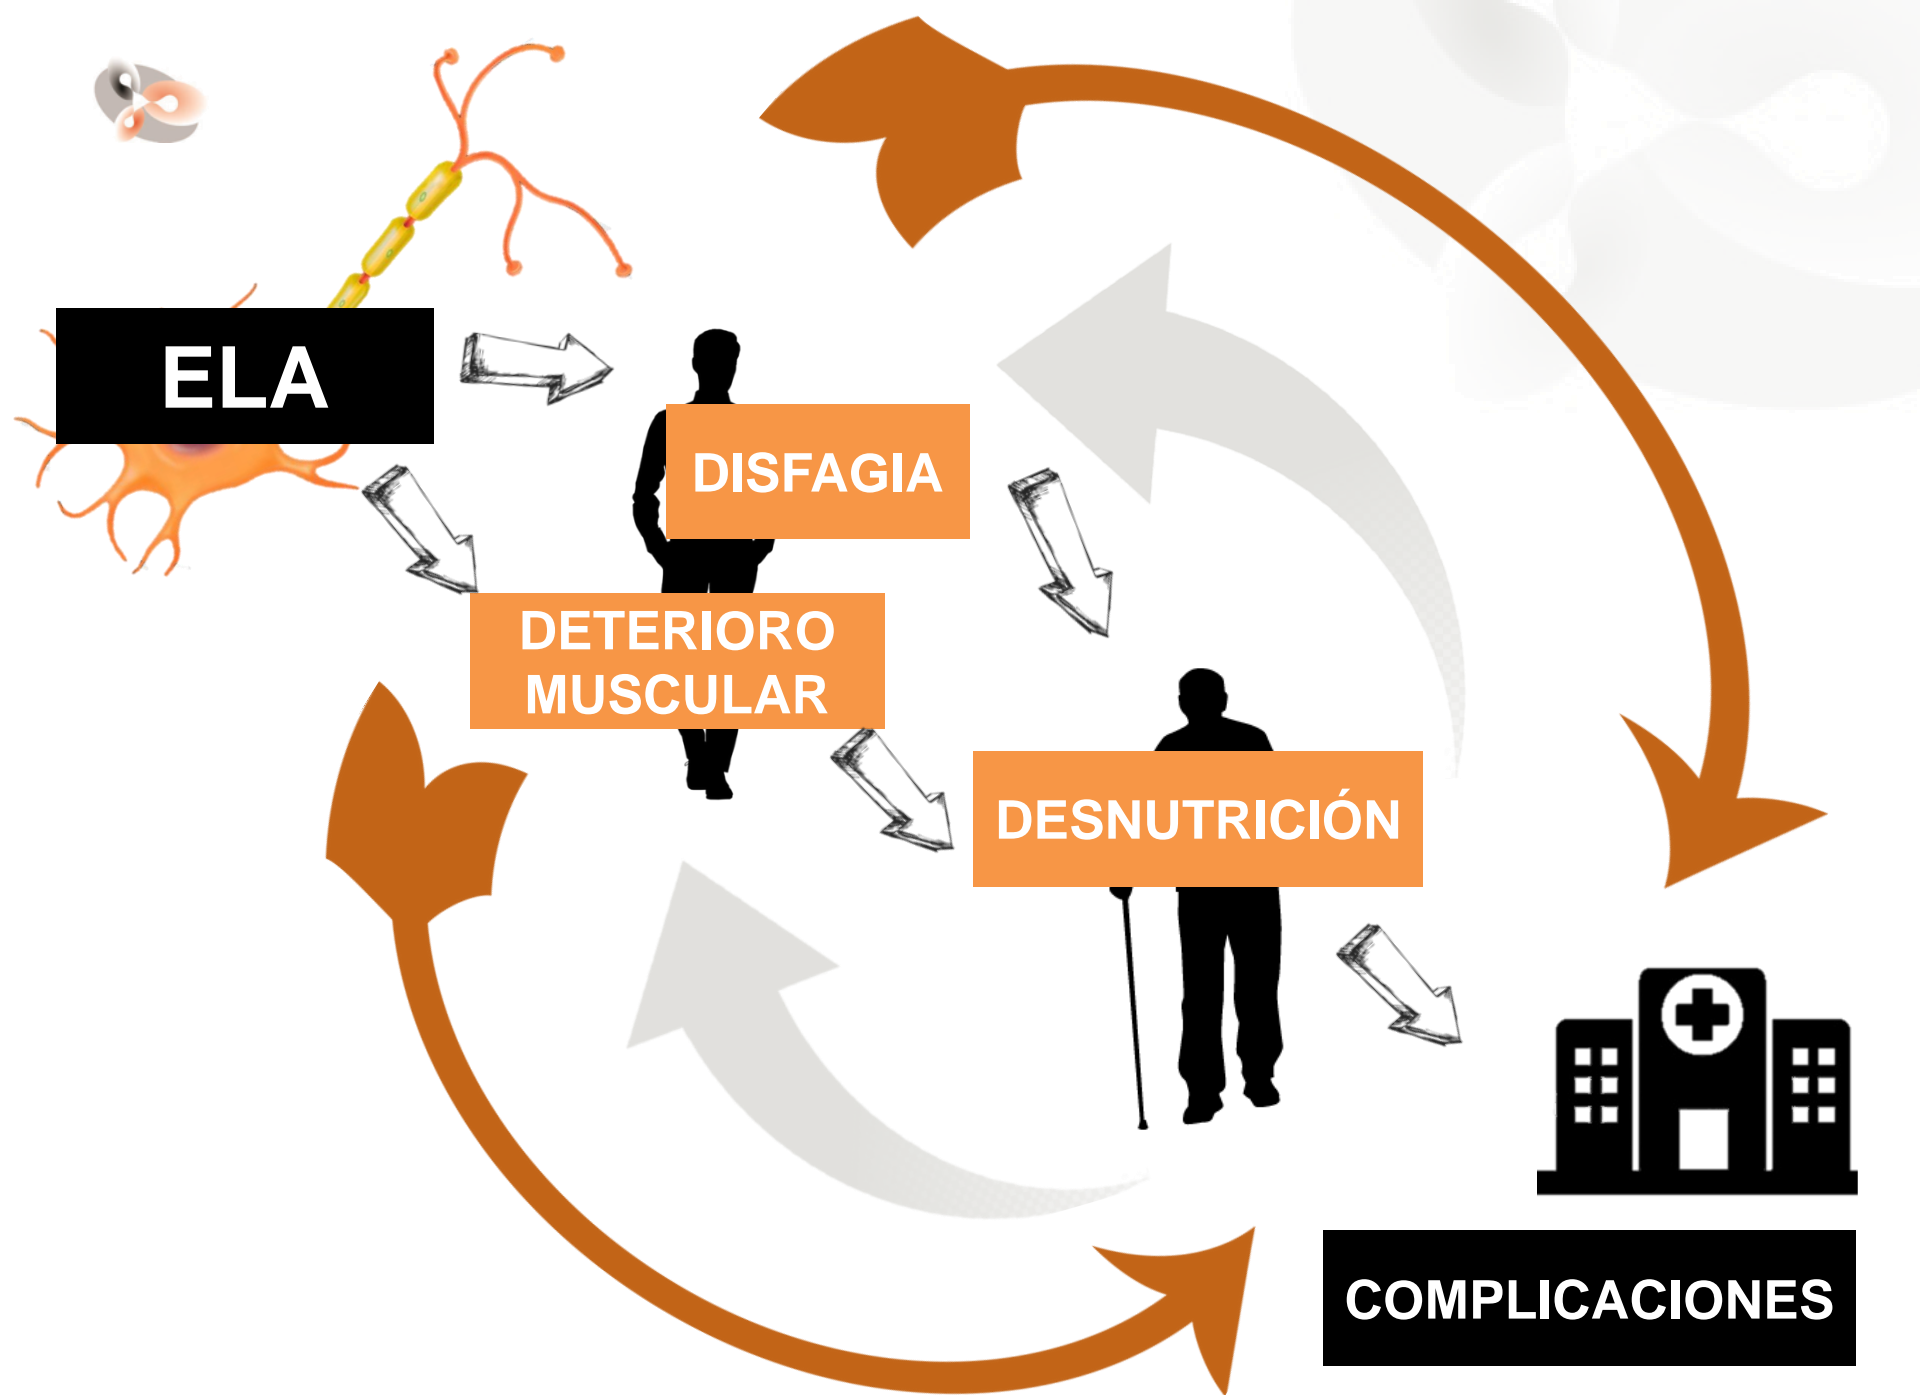 ELA
DISFAGIA
DETERIORO
MUSCULAR
DESNUTRICIÓN
COMPLICACIONES